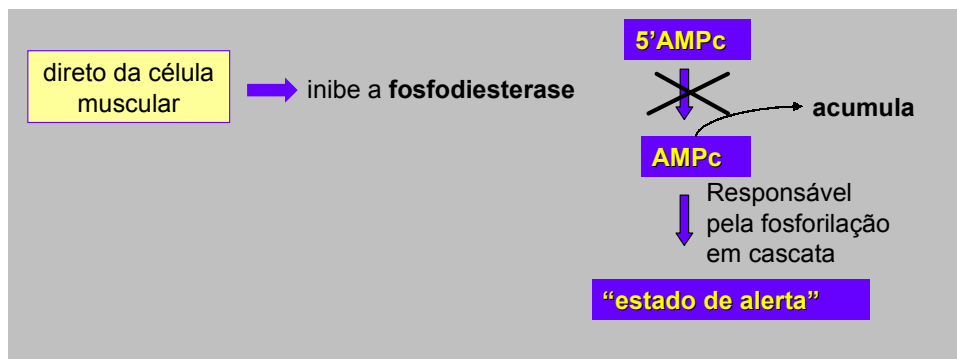 direto da célula
muscular
inibe a fosfodiesterase
5’AMPc
acumula
AMPc
Responsável
pela fosforilação
em cascata
“estado de alerta”